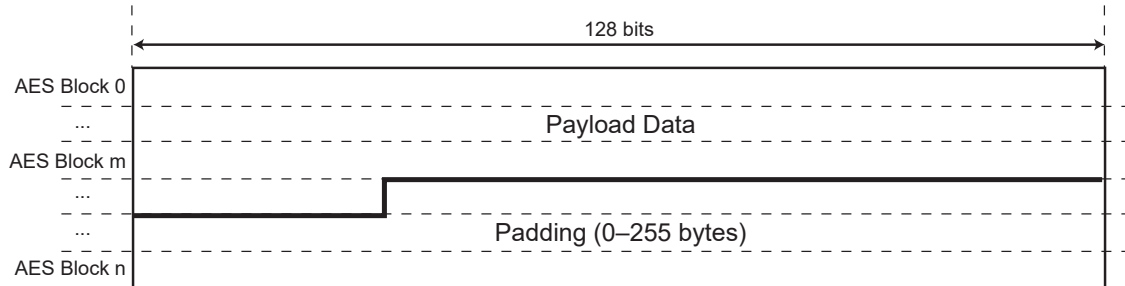 128 bits
AES Block 0
...
Payload Data
AES Block m
...
...
Padding (0–255 bytes)
AES Block n